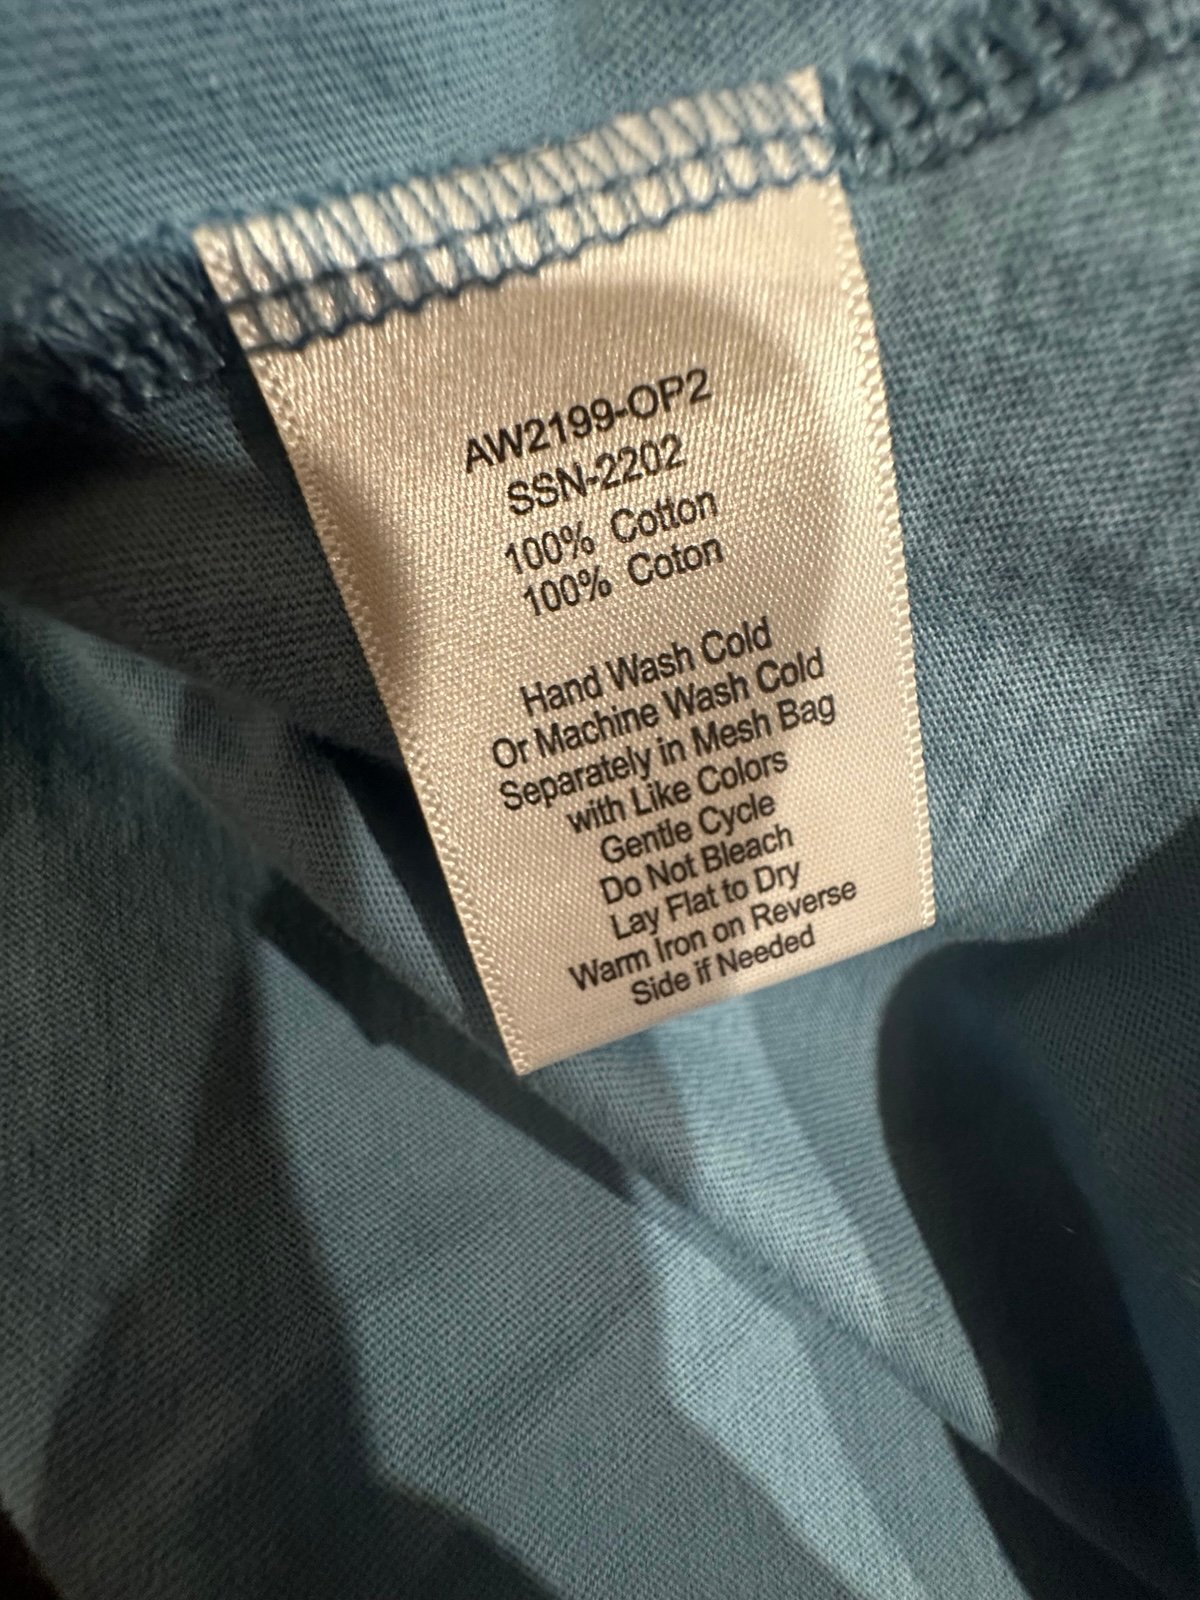 AW2199-OP2
SSN-2202
100% Cotton
100% Coton
Hand Wash Cold
Or Machine Wash Cold
Separately in Mesh Bag
with Like Colors
Gentle Cycle
Do Not Bleach
Lay Flat to Dry
Warm Iron on Reverse
Side if Needed